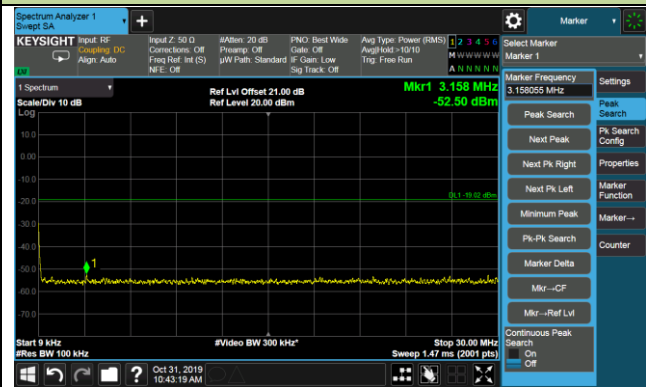 Spectrum Analyzer 1
Swept SA
Marker
KEYSIGHT
Input: RF
Coupling: DC
Align: Auto
Input Z: 50 Ω
Corrections: Off
Freq Ref: Int (S)
NFE: Off
#Atten: 20 dB
Preamp: Off
µW Path: Standard
PNO: Best Wide
Gate: Off
IF Gain: Low
Sig Track: Off
Avg Type: Power (RMS)
Avg|Hold:>10/10
Trig: Free Run
1 2 3 4 5 6
M W W W W W
A N N N N N
Select Marker
Marker 1
1 Spectrum
Scale/Div 10 dB
Log
Ref Lvl Offset 21.00 dB
Ref Level 20.00 dBm
Mkr1 3.158 MHz
-52.50 dBm
10.0
0.00
-10.0
-20.0
-30.0
-40.0
-50.0
-60.0
-70.0
DL1 -19.02 dBm
1
Start 9 kHz
#Res BW 100 kHz
#Video BW 300 kHz*
Stop 30.00 MHz
Sweep 1.47 ms (2001 pts)
Marker Frequency
3.158055 MHz
Peak Search
Next Peak
Next Pk Right
Next Pk Left
Minimum Peak
Pk-Pk Search
Marker Delta
Mkr→CF
Mkr→Ref Lvl
Continuous Peak
Search
On
Off
Settings
Peak
Search
Pk Search
Config
Properties
Marker
Function
Marker→
Counter
?
Oct 31, 2019
10:43:19 AM